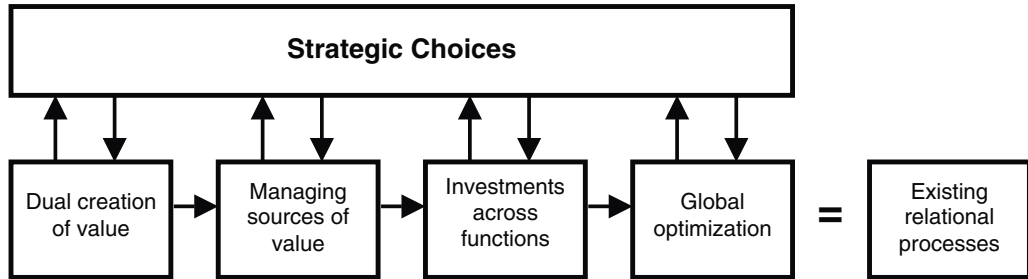 Strategic Choices
Dual creation
of value
Managing
sources of
value
Investments
across
functions
Global
optimization
=
Existing
relational
processes